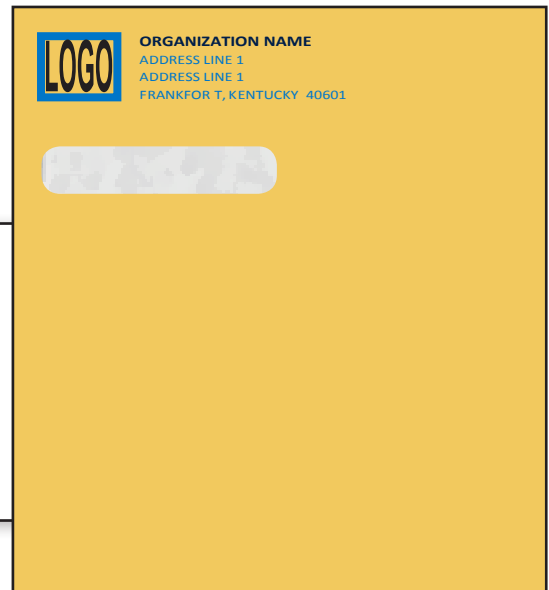 LOGO
ORGANIZATION NAME
ADDRESS LINE 1
ADDRESS LINE 1
FRANKFOR T, KENTUCKY 40601